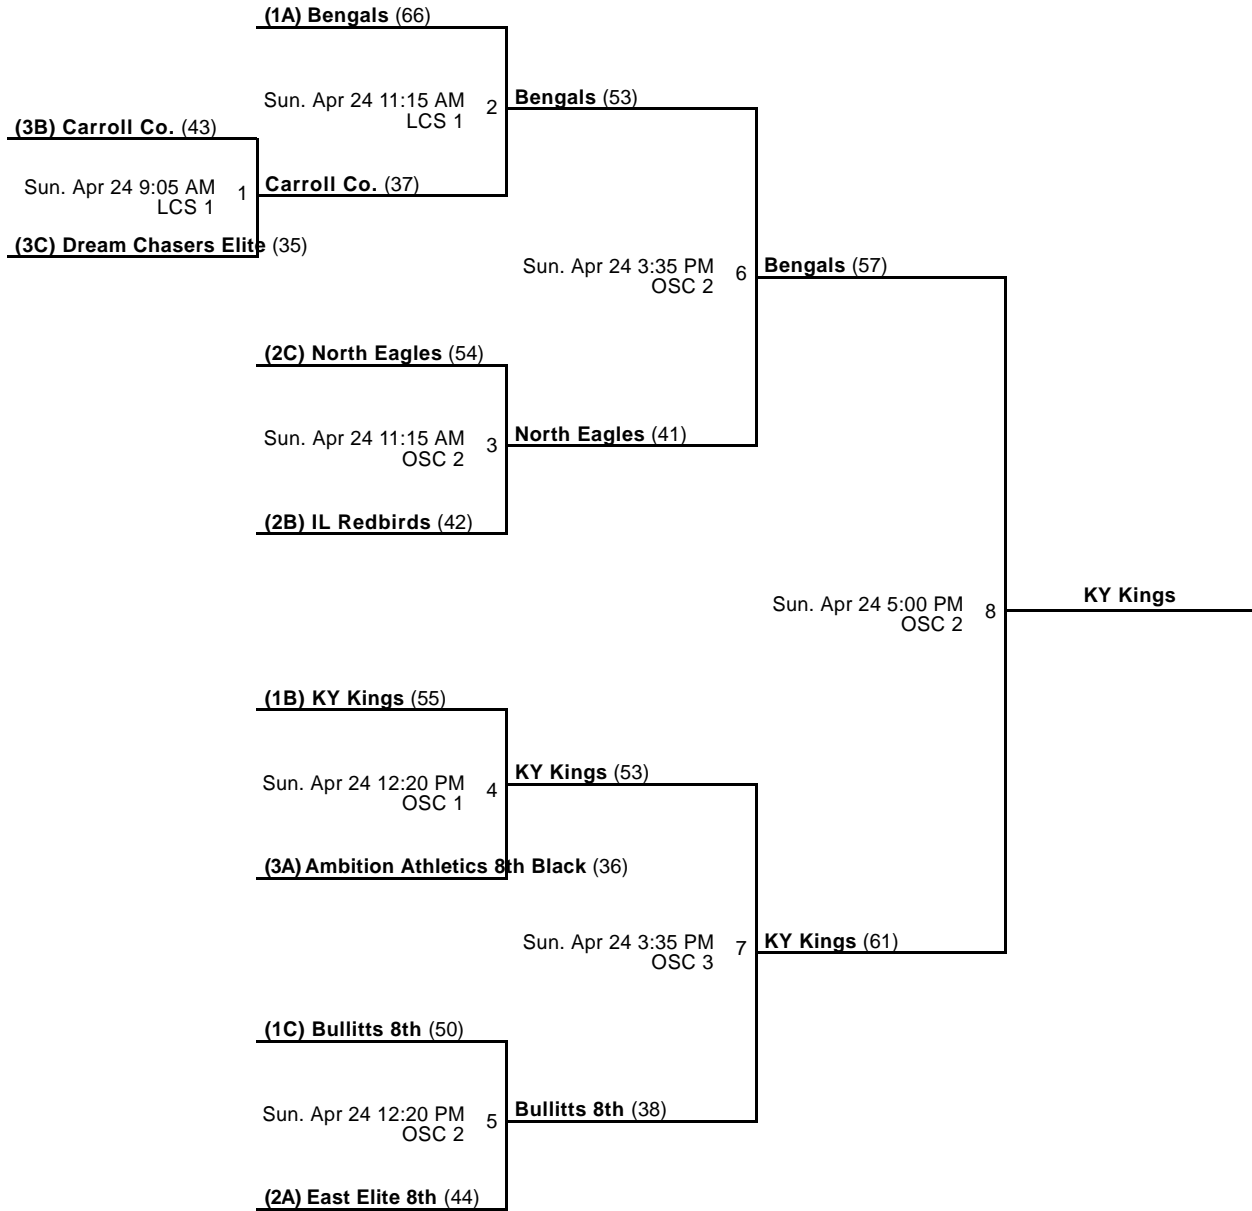 (1A) Bengals (66)
Sun. Apr 24 11:15 AM
LCS 1
2
Bengals (53)
(3B) Carroll Co. (43)
Sun. Apr 24 9:05 AM
LCS 1
1
Carroll Co. (37)
(3C) Dream Chasers Elite (35)
Sun. Apr 24 3:35 PM
OSC 2
6
Bengals (57)
(2C) North Eagles (54)
Sun. Apr 24 11:15 AM
OSC 2
3
North Eagles (41)
(2B) IL Redbirds (42)
Sun. Apr 24 5:00 PM
OSC 2
8
KY Kings
(1B) KY Kings (55)
Sun. Apr 24 12:20 PM
OSC 1
4
KY Kings (53)
(3A) Ambition Athletics 8th Black (36)
Sun. Apr 24 3:35 PM
OSC 3
7
KY Kings (61)
(1C) Bullitts 8th (50)
Sun. Apr 24 12:20 PM
OSC 2
5
Bullitts 8th (38)
(2A) East Elite 8th (44)